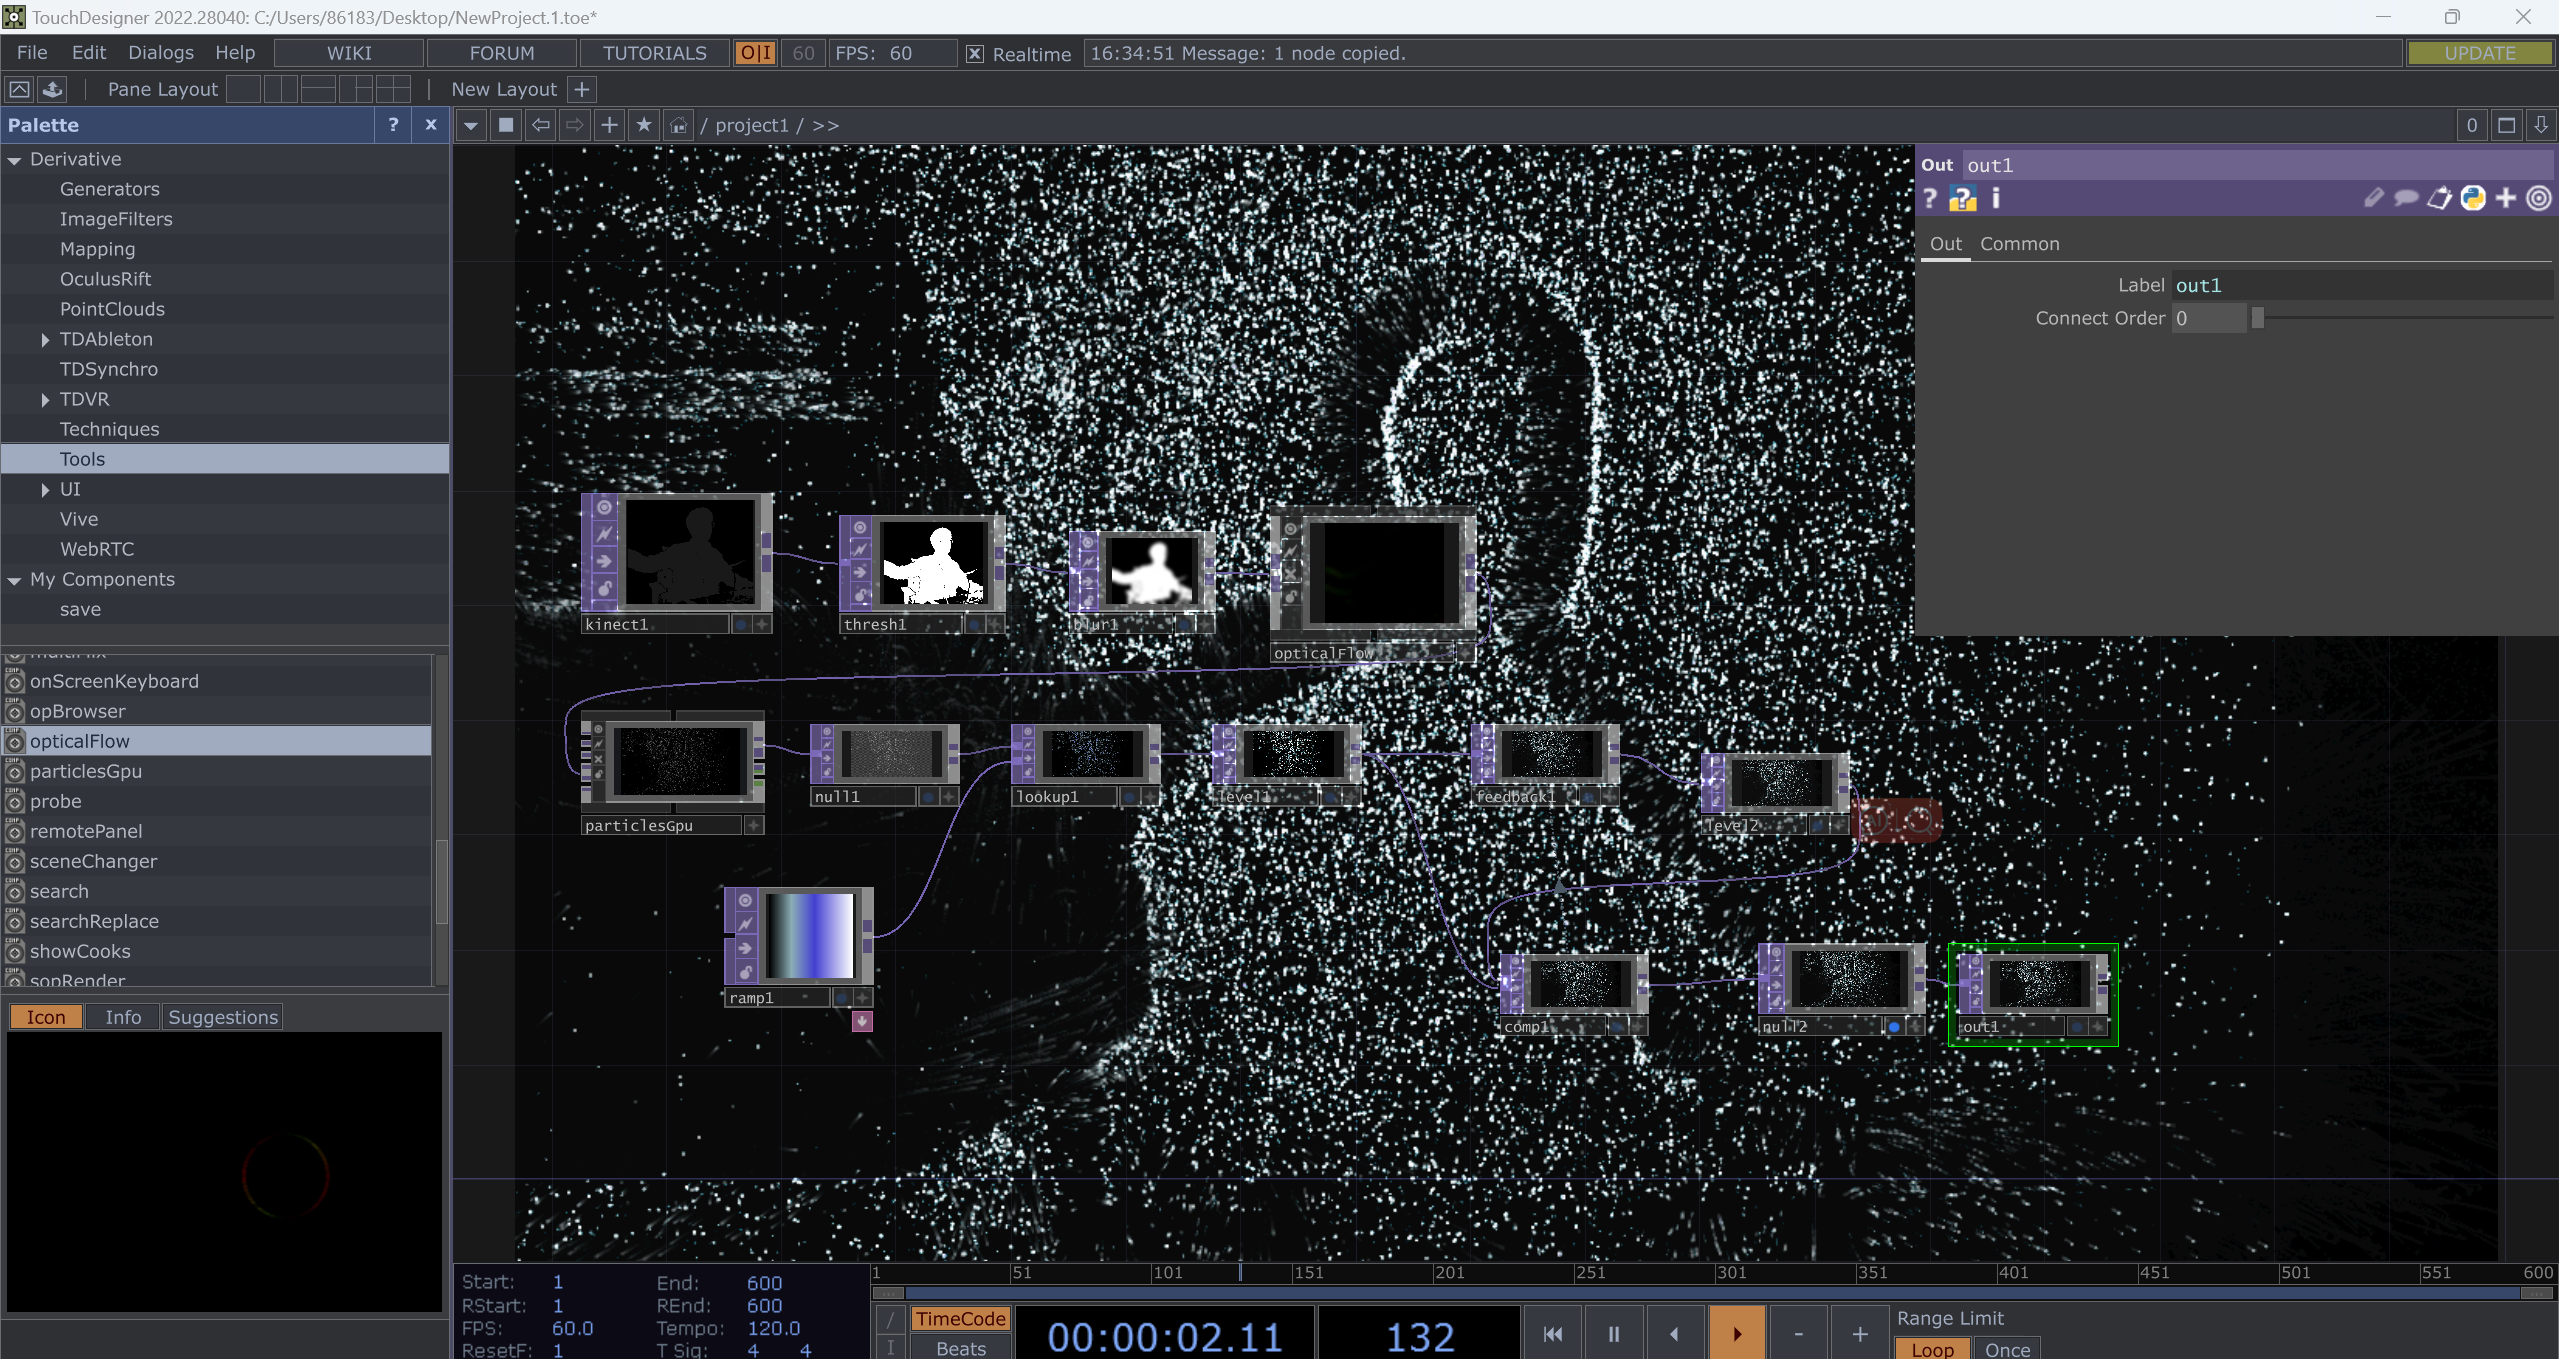 TouchDesigner 2022.28040: C:/Users/86183/Desktop/NewProject.1.toe*
File Edit Dialogs Help WIKI FORUM TUTORIALS O|I 60 FPS: 60 Realtime 16:34:51 Message: 1 node copied. UPDATE
Pane Layout New Layout +
Palette ? x / project1 / >> 0
Derivative
Generators
ImageFilters
Mapping
OculusRift
PointClouds
TDAbleton
TDSynchro
TDVR
Techniques
Tools
UI
Vive
WebRTC
My Components
save
onScreenKeyboard
opBrowser
opticalFlow
particlesGpu
probe
remotePanel
sceneChanger
search
searchReplace
showCooks
sopRender
Icon Info Suggestions
Out out1
Out Common
Label out1
Connect Order 0
kinect1 thresh1 blur1 opticalFlow
particlesGpu null1 lookup1 level1 feedback1 level2
ramp1 comp1 null2 out1
1 51 101 151 201 251 301 351 401 451 501 551 600
Start: 1 End: 600
RStart: 1 REnd: 600
FPS: 60.0 Tempo: 120.0
ResetF: 1 T Sig: 4 4
TimeCode
Beats
00:00:02.11 132
Range Limit
Loop Once